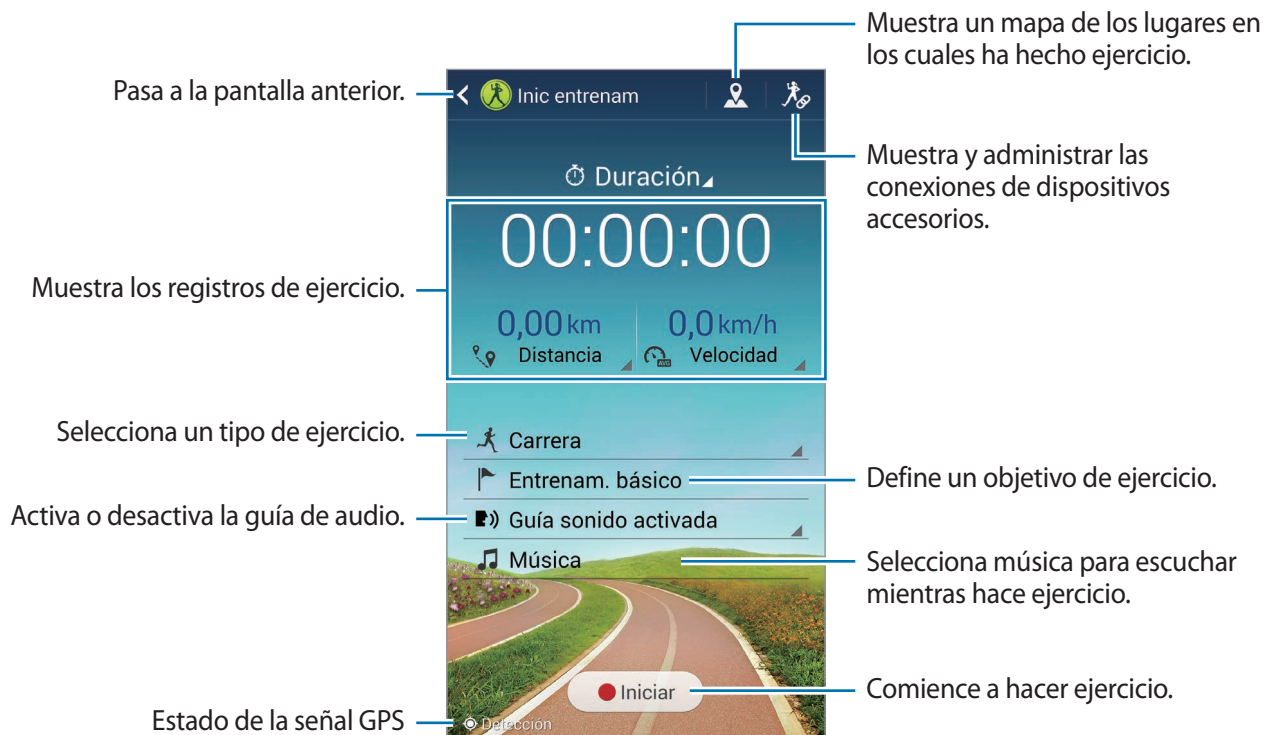 Muestra un mapa de los lugares en
los cuales ha hecho ejercicio.
Pasa a la pantalla anterior.
Inic entrenam
Muestra y administrar las
conexiones de dispositivos
accesorios.
Duración
00:00:00
Muestra los registros de ejercicio.
0,00 km
0,0 km/h
Distancia
AVG
Velocidad
Selecciona un tipo de ejercicio.
Carrera
Entrenam. básico
Define un objetivo de ejercicio.
Activa o desactiva la guía de audio.
Guía sonido activada
Música
Selecciona música para escuchar
mientras hace ejercicio.
Iniciar
Comience a hacer ejercicio.
Estado de la señal GPS
Detección